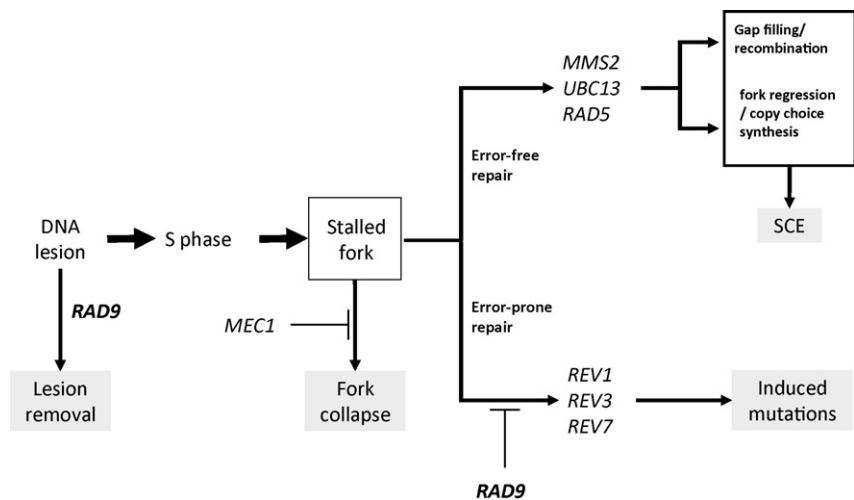 Gap filling/
recombination
fork regression
/ copy choice
synthesis
MMS2
UBC13
RAD5
Error-free
repair
SCE
DNA
lesion
S phase
Stalled
fork
RAD9
MEC1
Error-prone
repair
Lesion
removal
Fork
collapse
REV1
REV3
REV7
Induced
mutations
RAD9